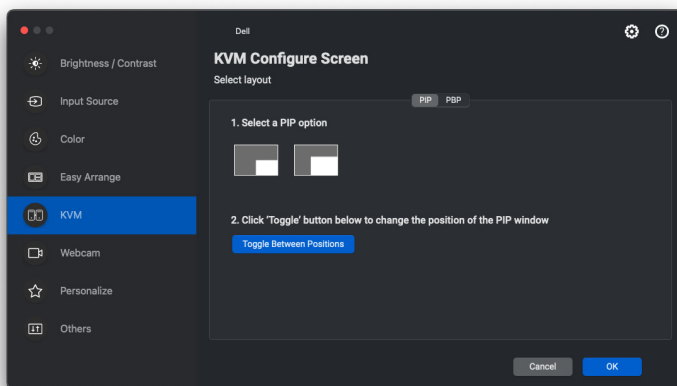 Dell
Brightness / Contrast
Input Source
Color
Easy Arrange
KVM
Webcam
Personalize
Others
KVM Configure Screen
Select layout
PIP PBP
1. Select a PIP option
2. Click 'Toggle' button below to change the position of the PIP window
Toggle Between Positions
Cancel OK